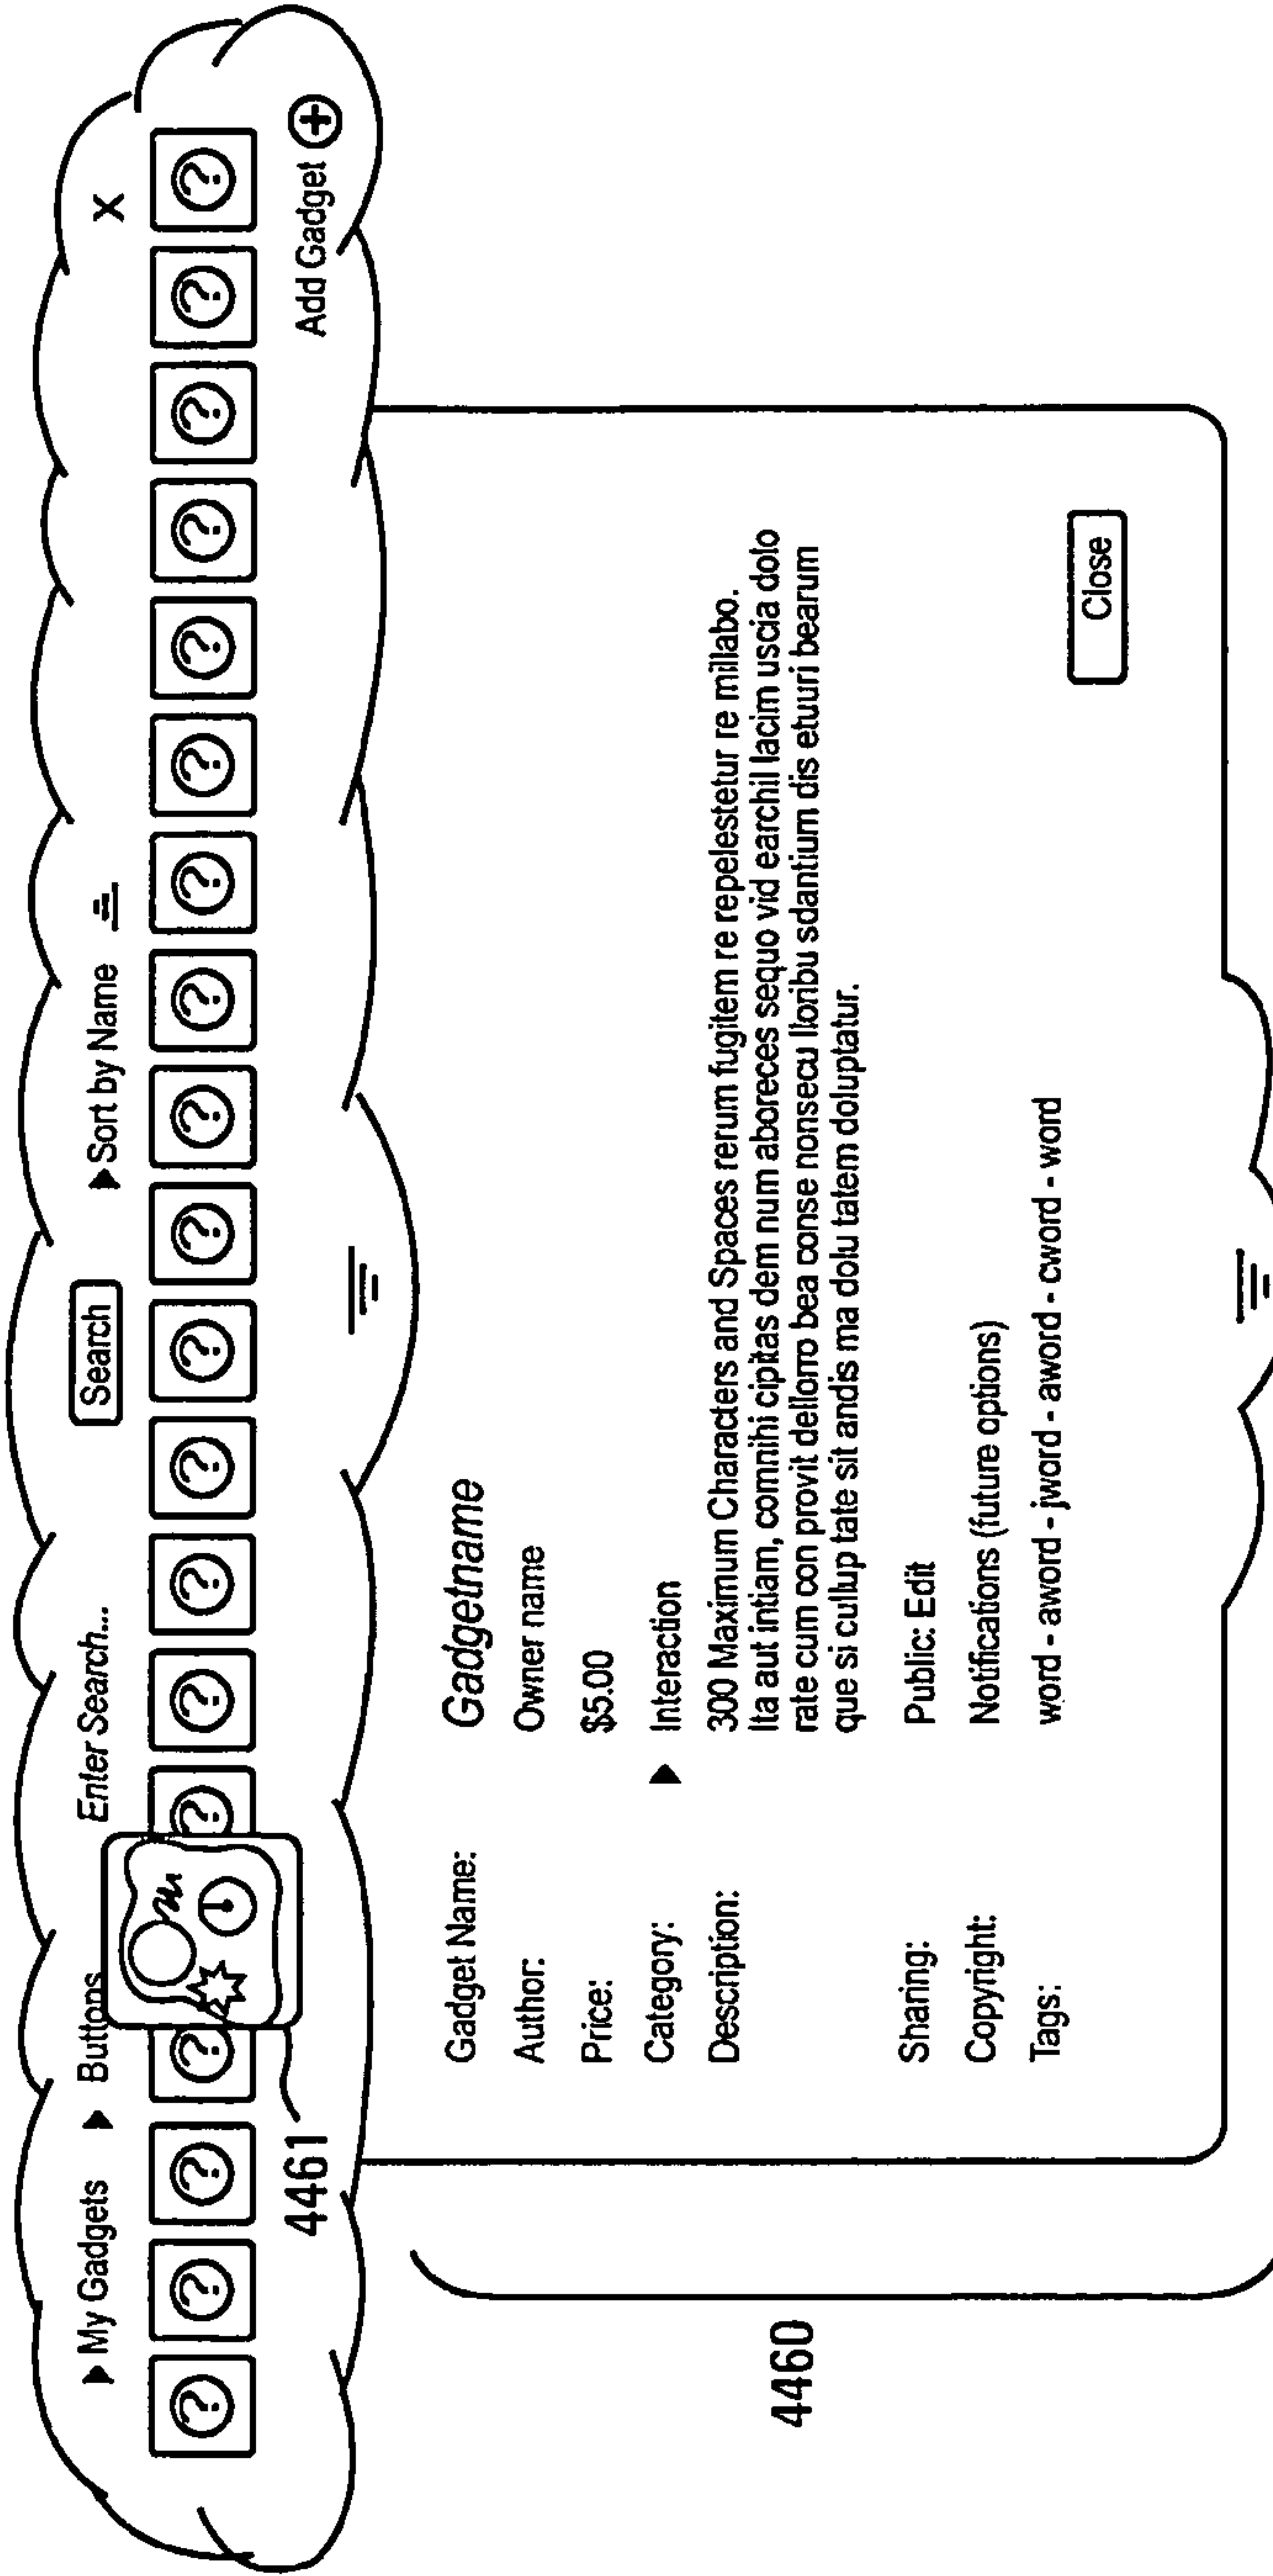 My Gadgets Buttons Enter Search... Search Sort by Name X
? ? ? ? ? ? ? ? ? ? ? ? ? ? ? ? ? ? ?
4461 Add Gadget +
Gadget Name: Gadgetname
Author: Owner name
Price: $5.00
Category: Interaction
Description: 300 Maximum Characters and Spaces rerum fugitem re repelestetur re millabo.
Ita aut intiam, comnihi cipitas dem num aboreces sequo vid earchil lacim uscia dolo
rate cum con provit dellorro bea conse nonsecu lloribu sdantium dis etuuri bearum
que si cullup tate sit andis ma dolu tatem doluptatur.
Sharing: Public: Edit
Copyright: Notifications (future options)
Tags: word - aword - jword - aword - cword - word
Close
4460